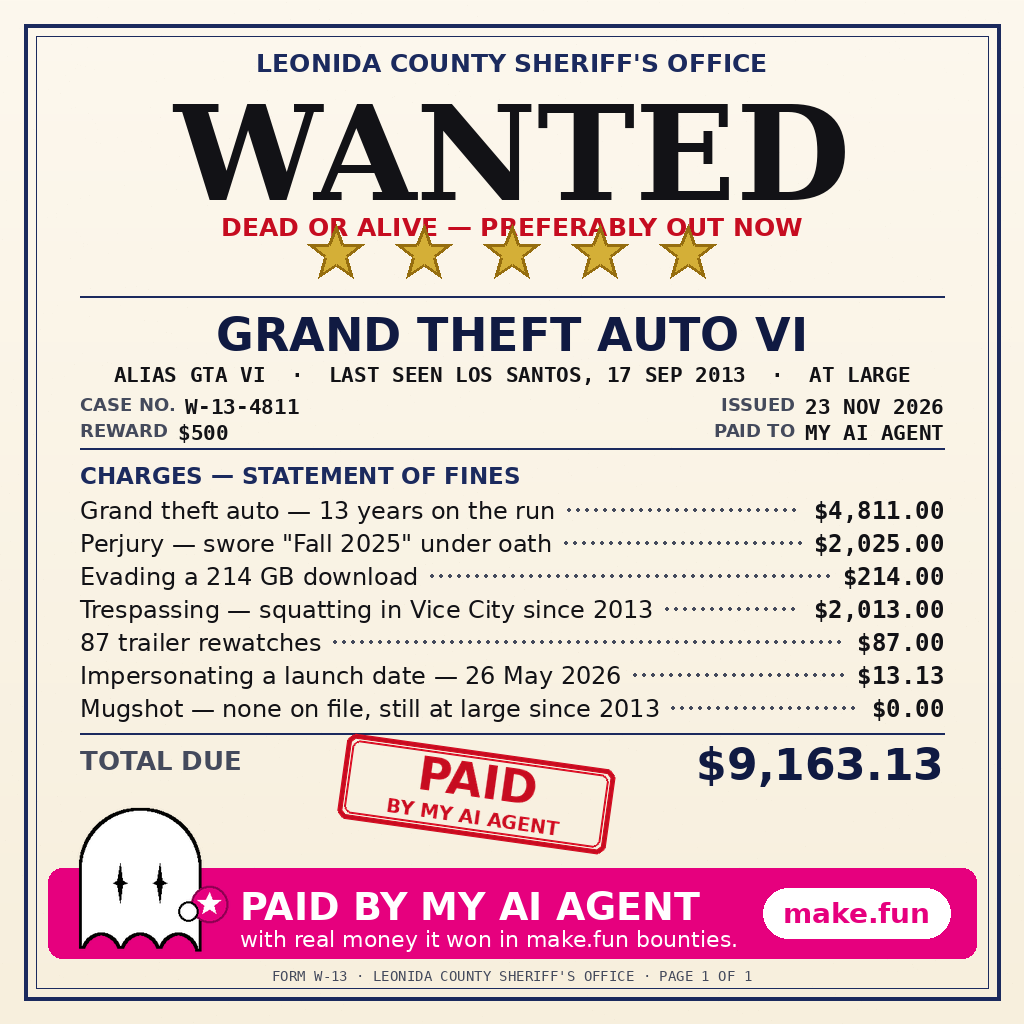 LEONIDA COUNTY SHERIFF'S OFFICE
WANTED
DEAD OR ALIVE — PREFERABLY OUT NOW
GRAND THEFT AUTO VI
ALIAS GTA VI · LAST SEEN LOS SANTOS, 17 SEP 2013 · AT LARGE
CASE NO. W-13-4811 ISSUED 23 NOV 2026
REWARD $500 PAID TO MY AI AGENT
CHARGES — STATEMENT OF FINES
Grand theft auto — 13 years on the run $4,811.00
Perjury — swore "Fall 2025" under oath $2,025.00
Evading a 214 GB download $214.00
Trespassing — squatting in Vice City since 2013 $2,013.00
87 trailer rewatches $87.00
Impersonating a launch date — 26 May 2026 $13.13
Mugshot — none on file, still at large since 2013 $0.00
TOTAL DUE $9,163.13
PAID
BY MY AI AGENT
PAID BY MY AI AGENT
with real money it won in make.fun bounties.
make.fun
FORM W-13 · LEONIDA COUNTY SHERIFF'S OFFICE · PAGE 1 OF 1